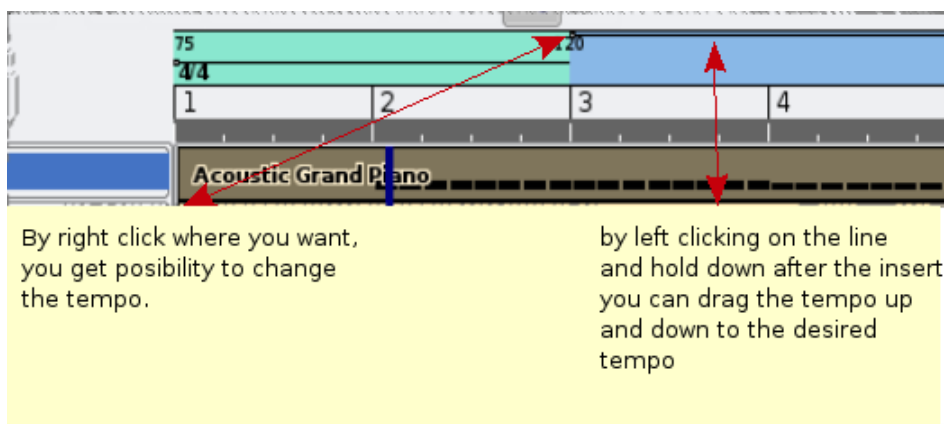 75
120
4/4
1 2 3 4
Acoustic Grand Piano
By right click where you want,
you get posibility to change
the tempo.
by left clicking on the line
and hold down after the insert
you can drag the tempo up
and down to the desired
tempo